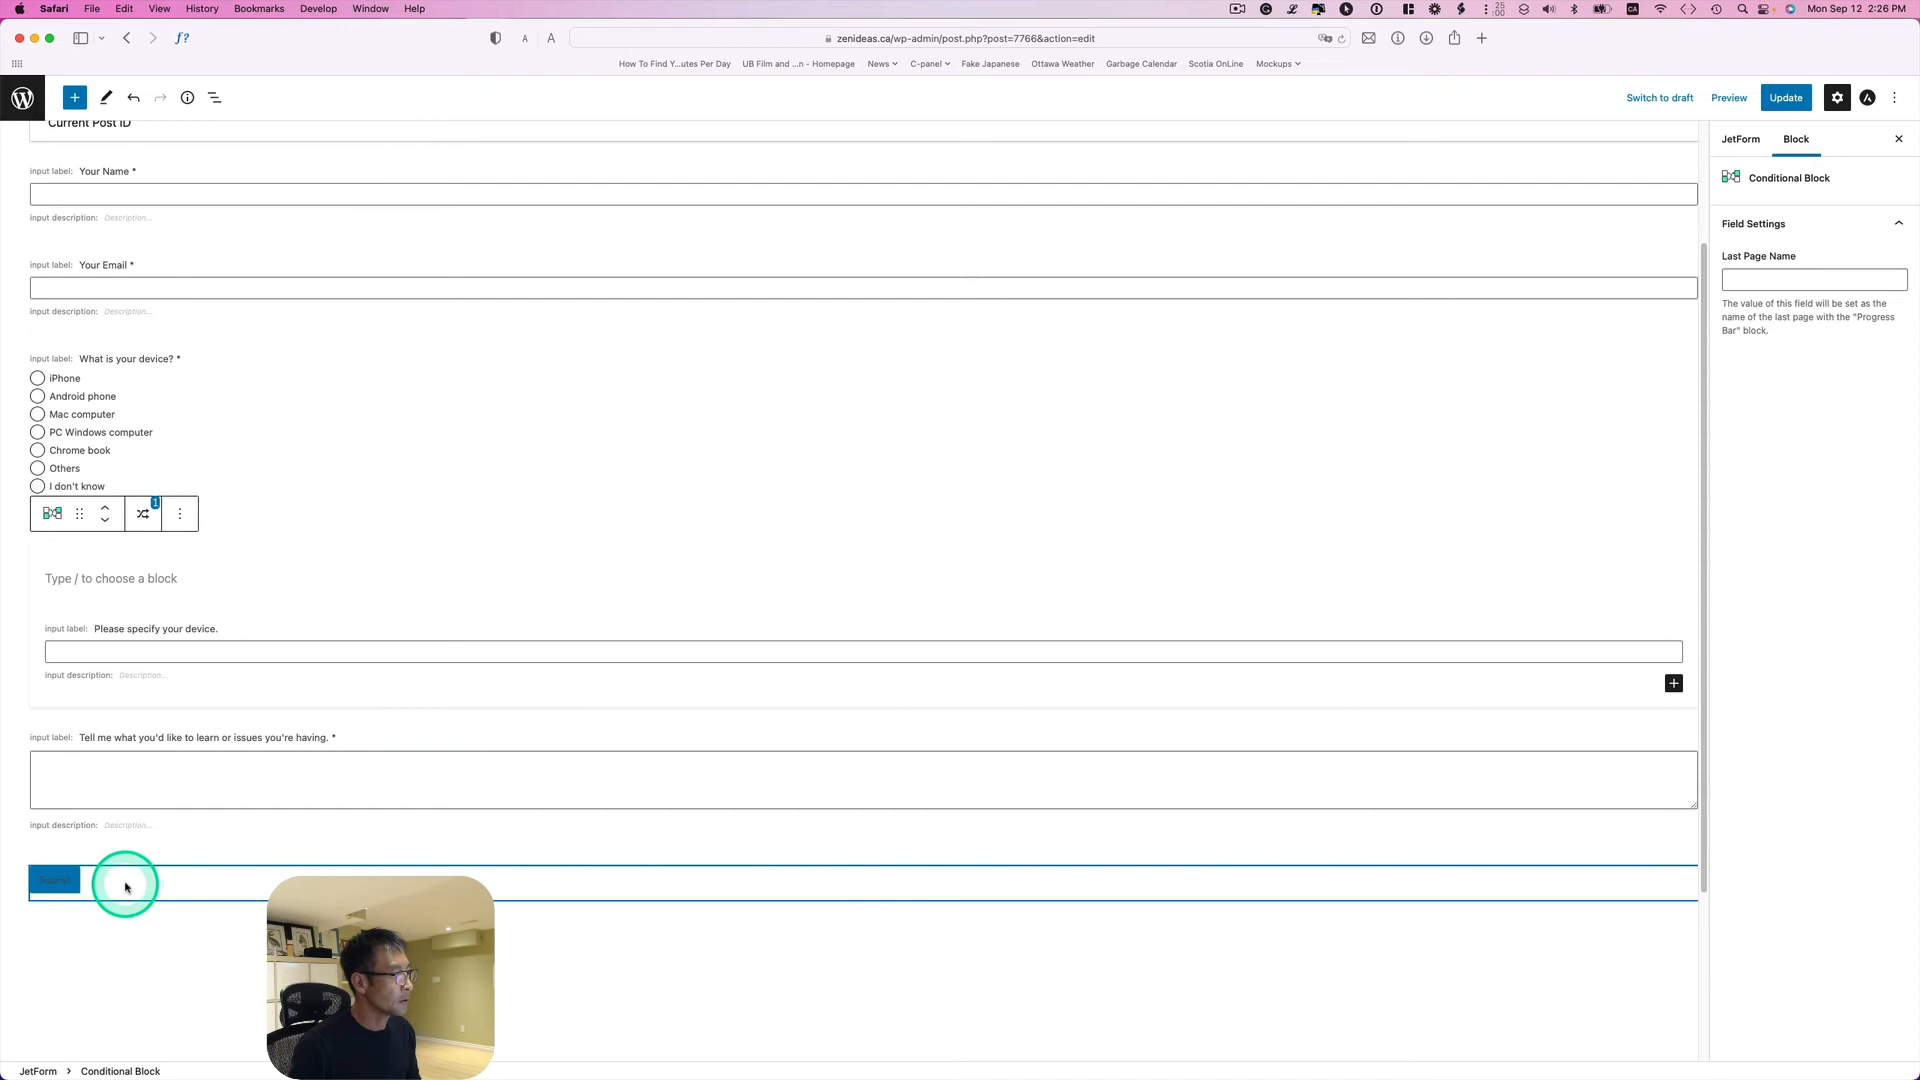 Safari File Edit View History Bookmarks Develop Window Help
25
00
CA
Mon Sep 12 2:26 PM
f?
A A
zenideas.ca/wp-admin/post.php?post=7766&action=edit
How To Find Y...utes Per Day UB Film and ...n - Homepage News C-panel Fake Japanese Ottawa Weather Garbage Calendar Scotia OnLine Mockups
Switch to draft Preview Update
Current Post ID
JetForm Block
input label: Your Name *
Conditional Block
input description: Description...
Field Settings
Last Page Name
input label: Your Email *
The value of this field will be set as the
name of the last page with the "Progress
Bar" block.
input description: Description...
input label: What is your device? *
iPhone
Android phone
Mac computer
PC Windows computer
Chrome book
Others
I don't know
1
Type / to choose a block
input label: Please specify your device.
input description: Description...
input label: Tell me what you'd like to learn or issues you're having. *
input description: Description...
Submit
JetForm > Conditional Block